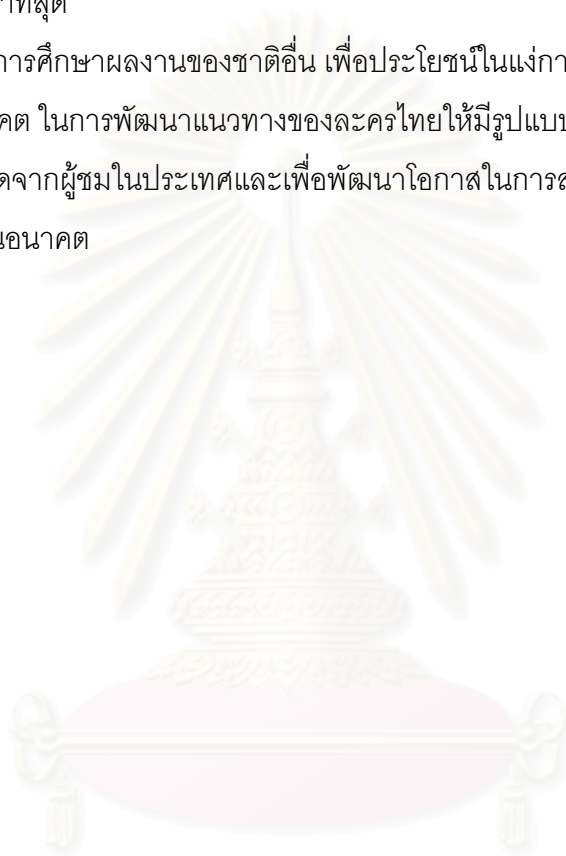 าที่สุด
การศึกษาผลงานของชาติอื่น เพื่อประโยชน์ในแง่กา
คต ในการพัฒนาแนวทางของละครไทยให้มีรูปแบบ
ดจากผู้ชมในประเทศและเพื่อพัฒนาโอกาสในการส
นอนาคต